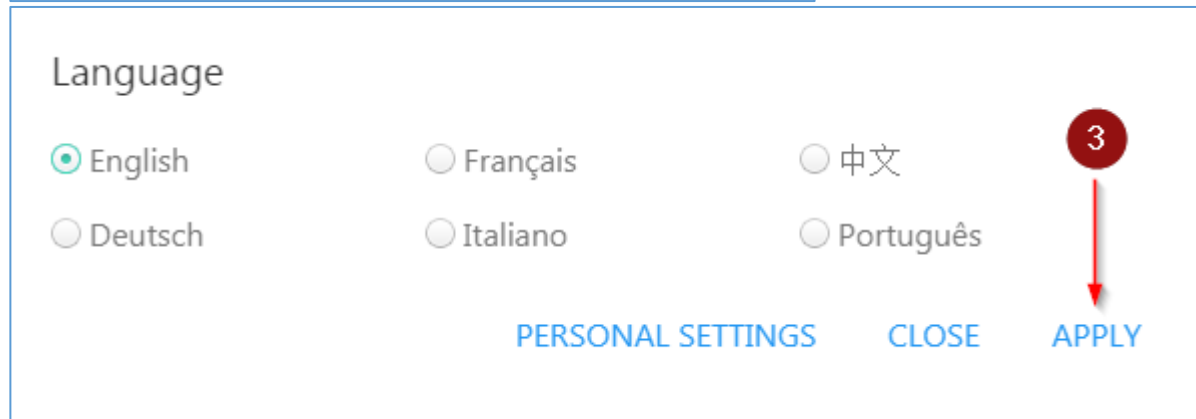 Language
English Français 中文
3
Deutsch Italiano Português
PERSONAL SETTINGS CLOSE APPLY